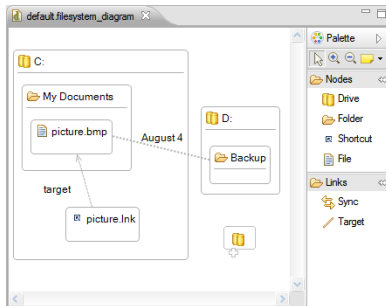 default.filesystem_diagram
Palette
C:
Nodes
My Documents
Drive
picture.bmp
August 4
D:
Folder
Backup
Shortcut
File
target
Links
picture.lnk
Sync
Target